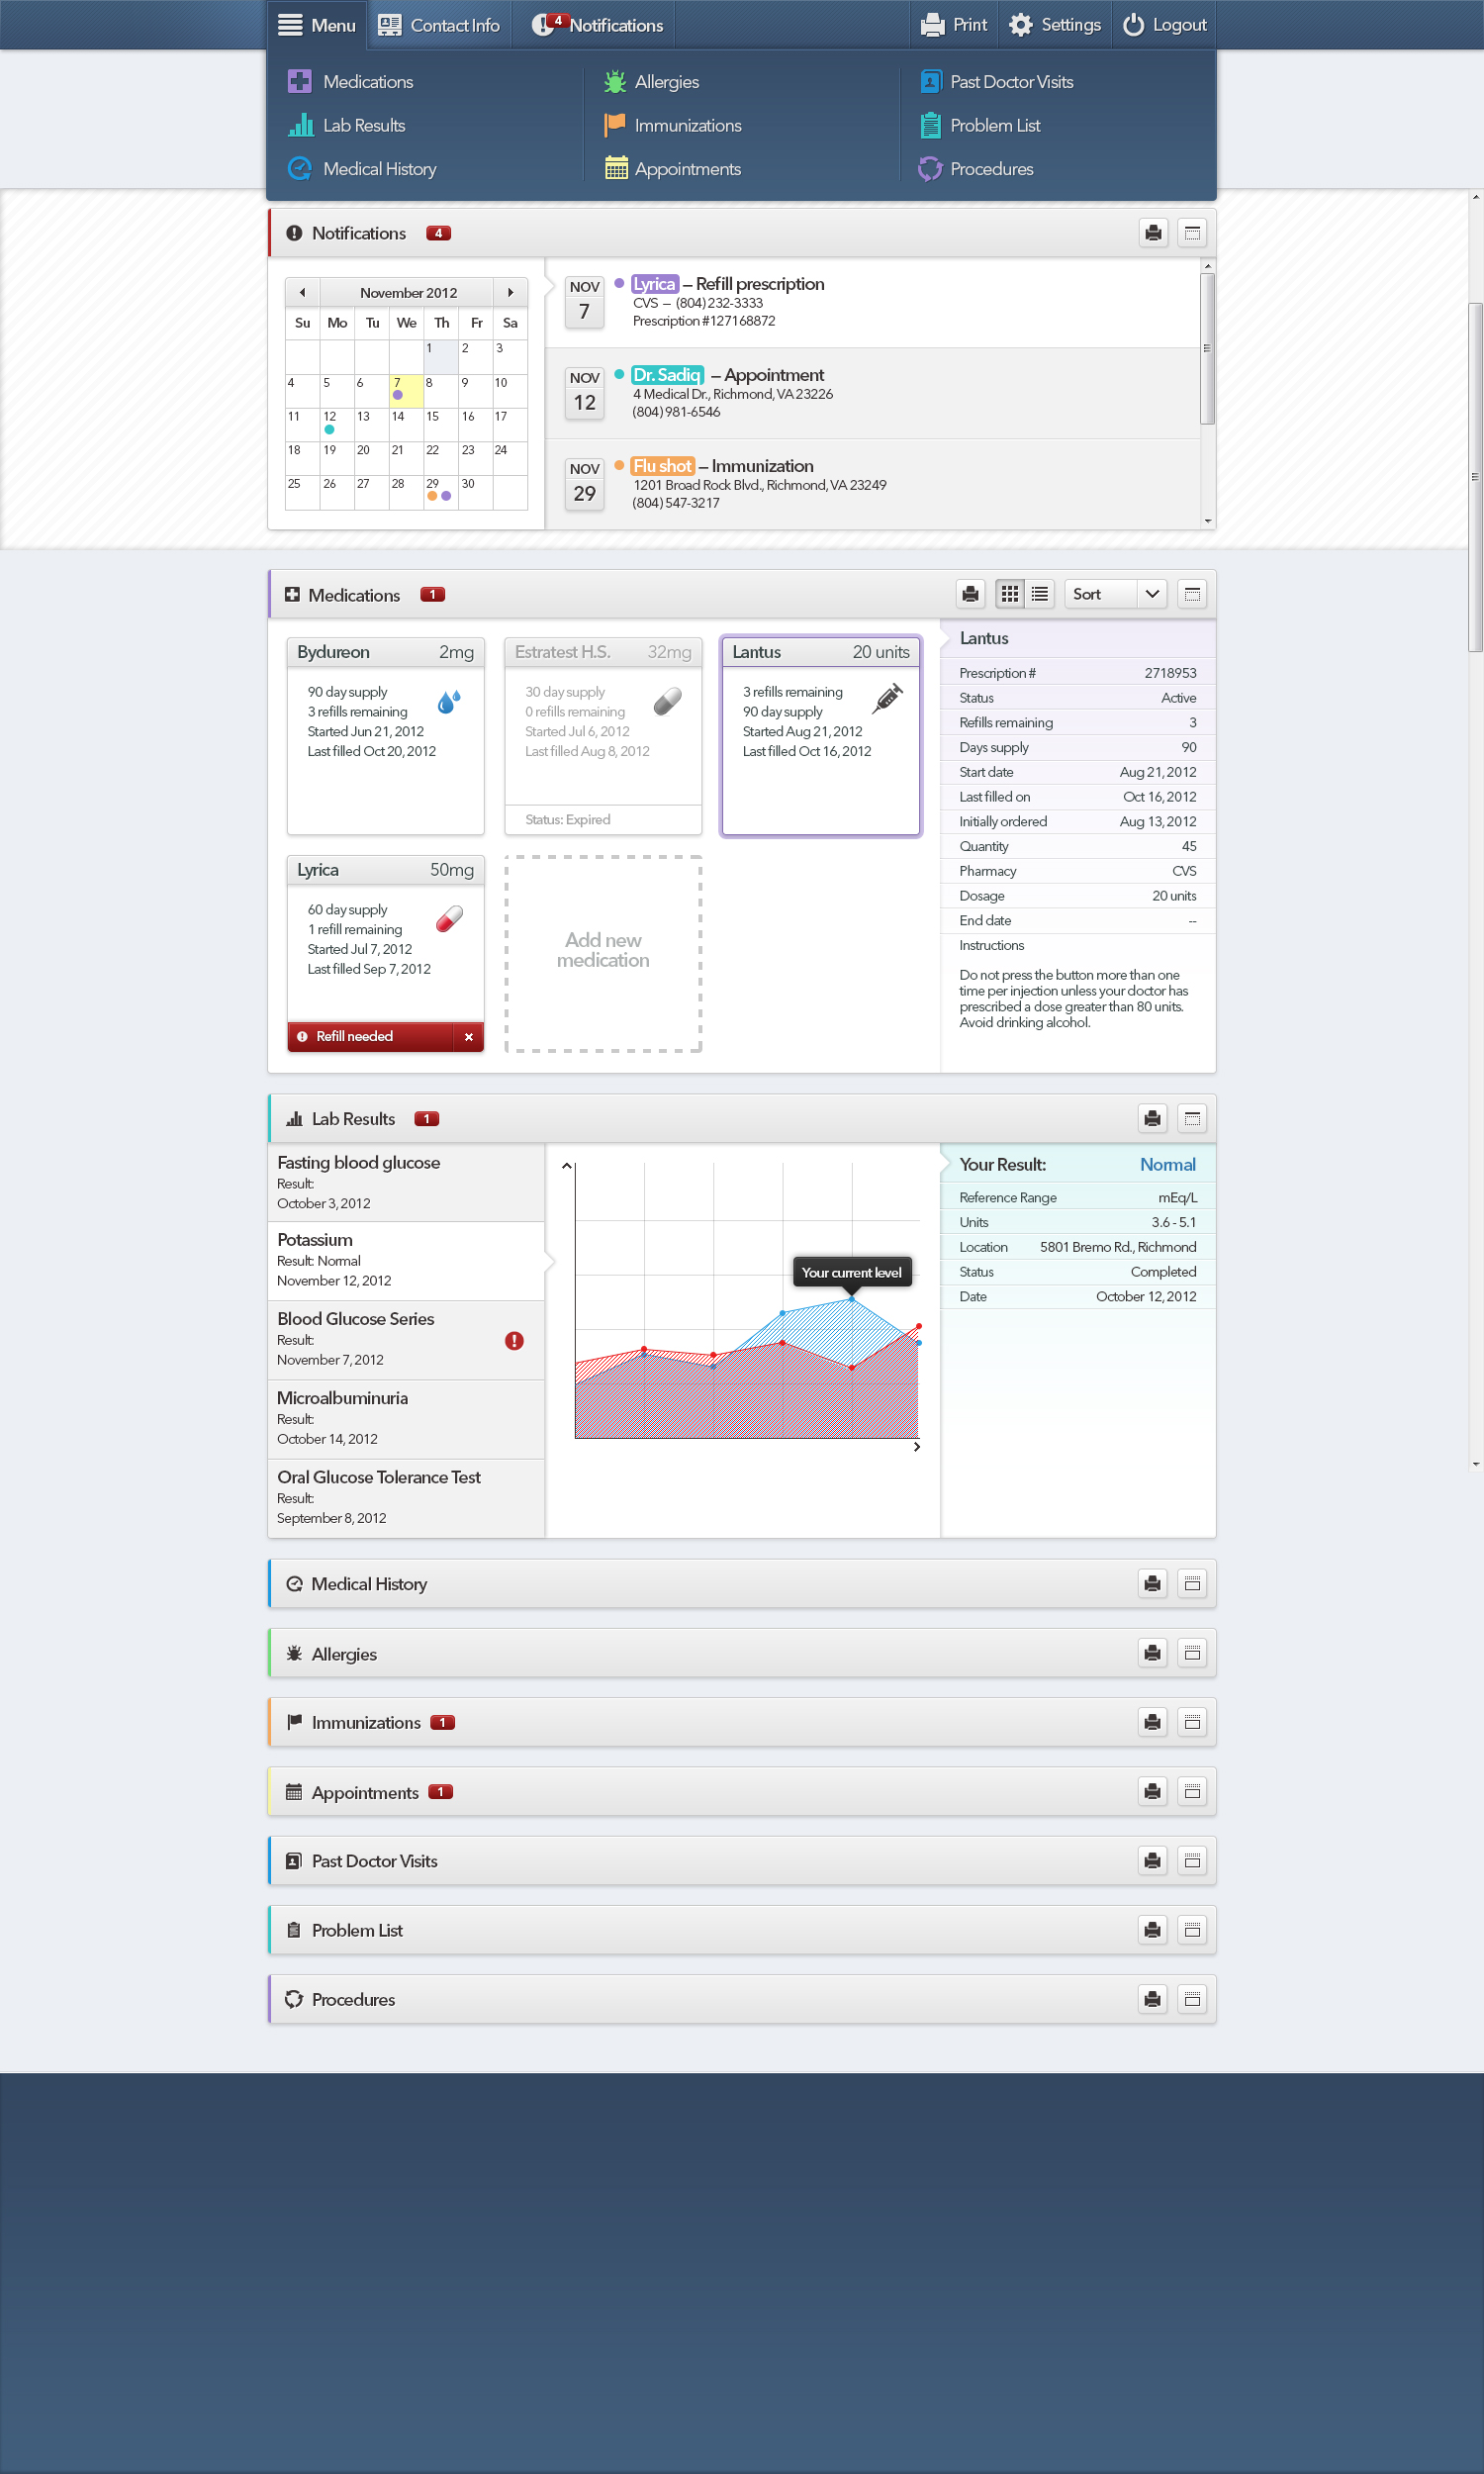 Menu Contact Info 4 Notifications Print Settings Logout
Medications Allergies Past Doctor Visits
Lab Results Immunizations Problem List
Medical History Appointments Procedures
Notifications 4
November 2012
Su Mo Tu We Th Fr Sa
1 2 3
4 5 6 7 8 9 10
11 12 13 14 15 16 17
18 19 20 21 22 23 24
25 26 27 28 29 30
NOV
7
Lyrica – Refill prescription
CVS – (804) 232-3333
Prescription #127168872
NOV
12
Dr. Sadiq – Appointment
4 Medical Dr., Richmond, VA 23226
(804) 981-6546
NOV
29
Flu shot – Immunization
1201 Broad Rock Blvd., Richmond, VA 23249
(804) 547-3217
Medications 1
Sort
Bydureon 2mg
90 day supply
3 refills remaining
Started Jun 21, 2012
Last filled Oct 20, 2012
Estratest H.S. 32mg
30 day supply
0 refills remaining
Started Jul 6, 2012
Last filled Aug 8, 2012
Status: Expired
Lantus 20 units
3 refills remaining
90 day supply
Started Aug 21, 2012
Last filled Oct 16, 2012
Lyrica 50mg
60 day supply
1 refill remaining
Started Jul 7, 2012
Last filled Sep 7, 2012
Refill needed
Add new
medication
Lantus
Prescription # 2718953
Status Active
Refills remaining 3
Days supply 90
Start date Aug 21, 2012
Last filled on Oct 16, 2012
Initially ordered Aug 13, 2012
Quantity 45
Pharmacy CVS
Dosage 20 units
End date --
Instructions
Do not press the button more than one
time per injection unless your doctor has
prescribed a dose greater than 80 units.
Avoid drinking alcohol.
Lab Results 1
Fasting blood glucose
Result:
October 3, 2012
Potassium
Result: Normal
November 12, 2012
Blood Glucose Series
Result:
November 7, 2012
Microalbuminuria
Result:
October 14, 2012
Oral Glucose Tolerance Test
Result:
September 8, 2012
Your current level
Your Result: Normal
Reference Range mEq/L
Units 3.6 - 5.1
Location 5801 Bremo Rd., Richmond
Status Completed
Date October 12, 2012
Medical History
Allergies
Immunizations 1
Appointments 1
Past Doctor Visits
Problem List
Procedures